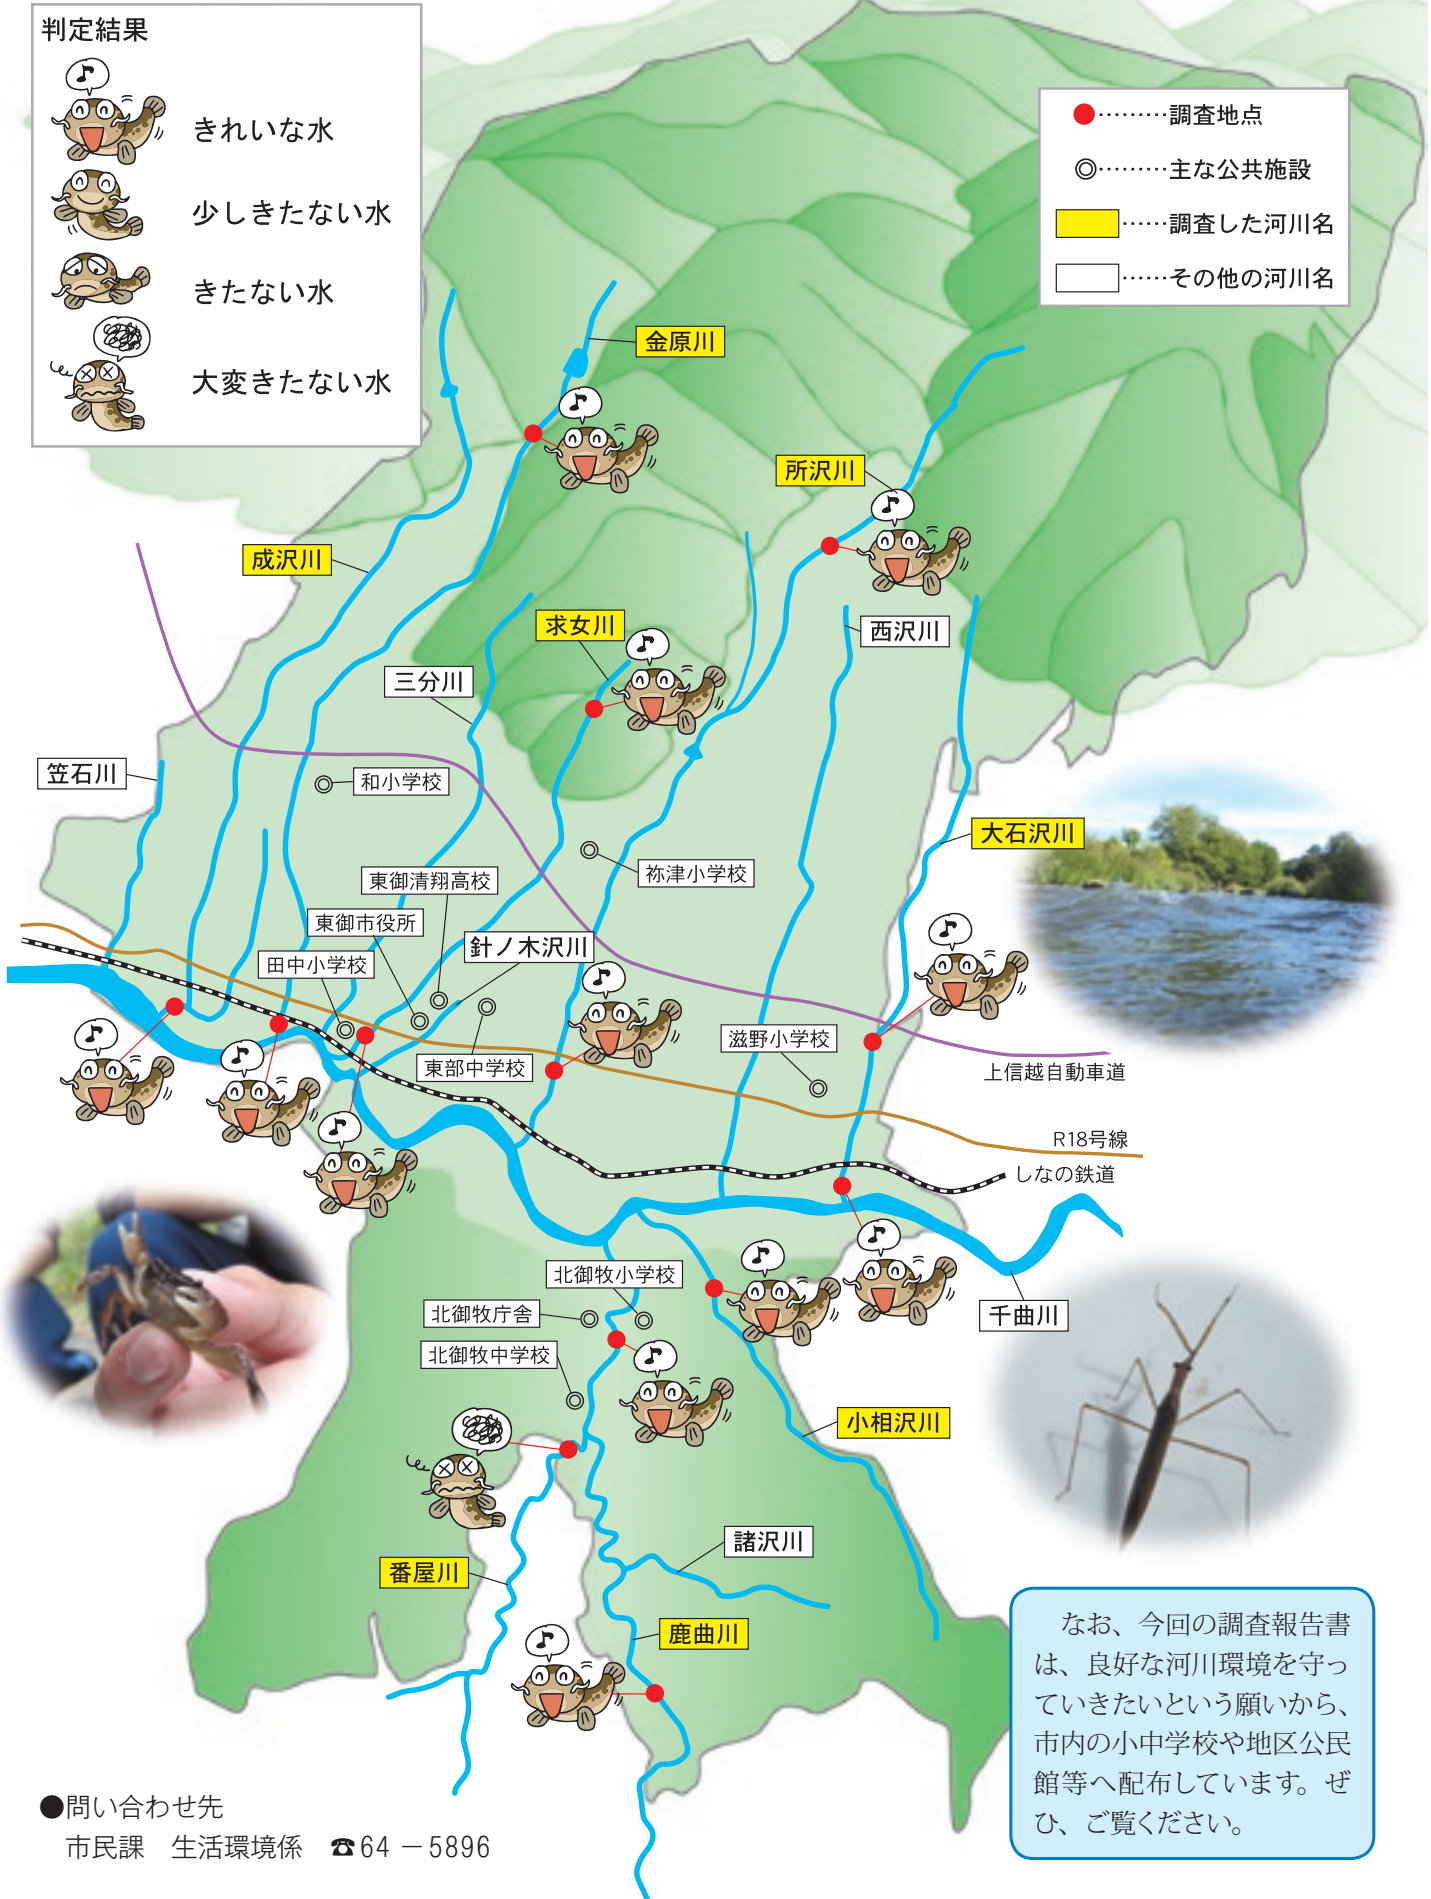 判定結果
きれいな水
少しきたない水
きたない水
大変きたない水
●………調査地点
◎………主な公共施設
……調査した河川名
……その他の河川名
金原川
所沢川
成沢川
求女川
西沢川
三分川
笠石川
和小学校
大石沢川
祢津小学校
東御清翔高校
東御市役所
針ノ木沢川
田中小学校
滋野小学校
東部中学校
上信越自動車道
R18号線
しなの鉄道
北御牧小学校
北御牧庁舎
千曲川
北御牧中学校
小相沢川
諸沢川
番屋川
鹿曲川
なお、今回の調査報告書
は、良好な河川環境を守っ
ていきたいという願いから、
市内の小中学校や地区公民
館等へ配布しています。ぜ
ひ、ご覧ください。
●問い合わせ先
市民課　生活環境係　☎64－5896